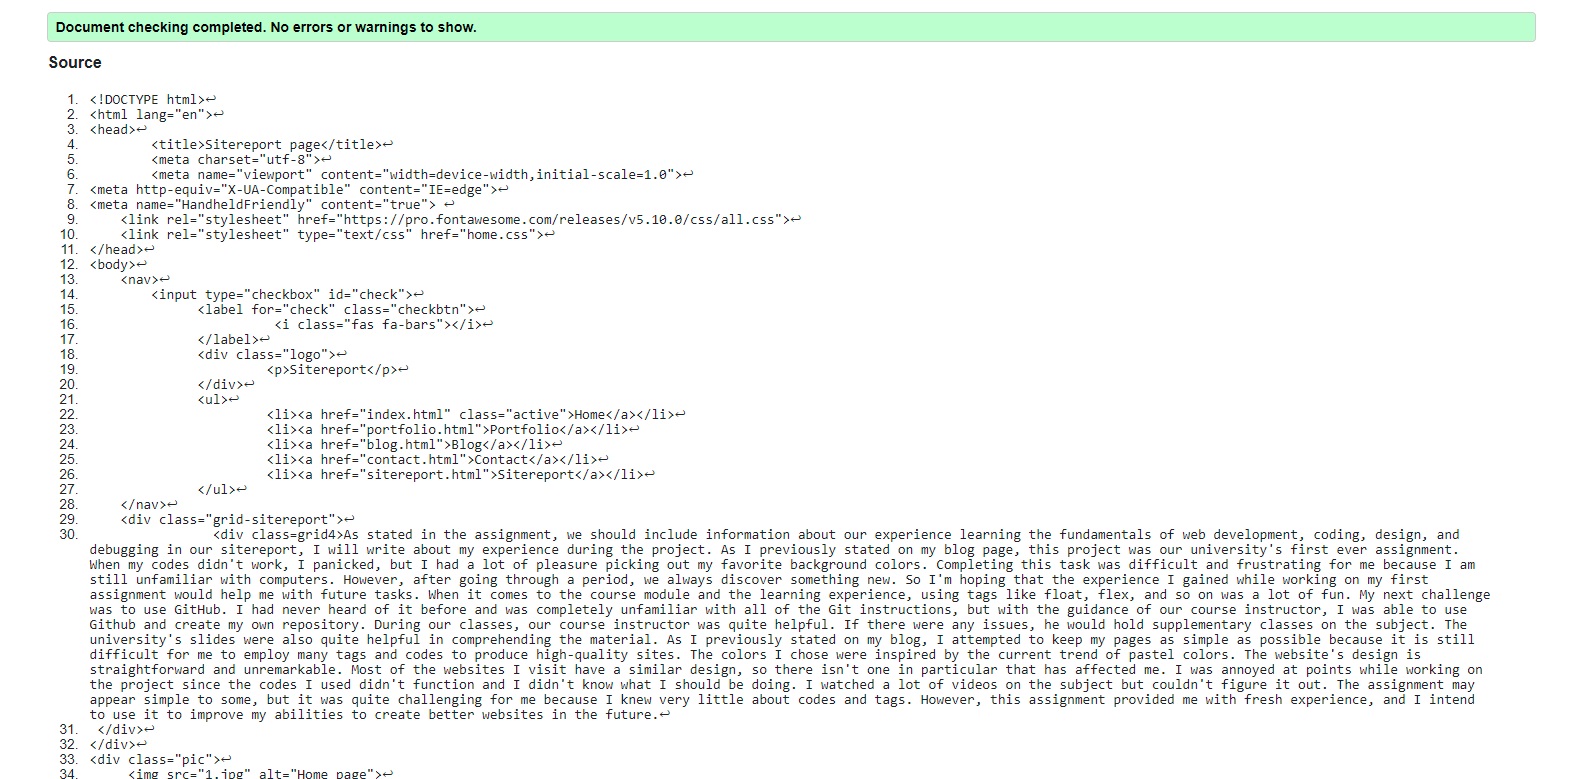 Document checking completed. No errors or warnings to show.
Source
1. <!DOCTYPE html>↩
2. <html lang="en">↩
3. <head>↩
4. <title>Sitereport page</title>↩
5. <meta charset="utf-8">↩
6. <meta name="viewport" content="width=device-width,initial-scale=1.0">↩
7. <meta http-equiv="X-UA-Compatible" content="IE=edge">↩
8. <meta name="HandheldFriendly" content="true"> ↩
9. <link rel="stylesheet" href="https://pro.fontawesome.com/releases/v5.10.0/css/all.css">↩
10. <link rel="stylesheet" type="text/css" href="home.css">↩
11. </head>↩
12. <body>↩
13. <nav>↩
14. <input type="checkbox" id="check">↩
15. <label for="check" class="checkbtn">↩
16. <i class="fas fa-bars"></i>↩
17. </label>↩
18. <div class="logo">↩
19. <p>Sitereport</p>↩
20. </div>↩
21. <ul>↩
22. <li><a href="index.html" class="active">Home</a></li>↩
23. <li><a href="portfolio.html">Portfolio</a></li>↩
24. <li><a href="blog.html">Blog</a></li>↩
25. <li><a href="contact.html">Contact</a></li>↩
26. <li><a href="sitereport.html">Sitereport</a></li>↩
27. </ul>↩
28. </nav>↩
29. <div class="grid-sitereport">↩
30. <div class=grid4>As stated in the assignment, we should include information about our experience learning the fundamentals of web development, coding, design, and
debugging in our sitereport, I will write about my experience during the project. As I previously stated on my blog page, this project was our university's first ever assignment.
When my codes didn't work, I panicked, but I had a lot of pleasure picking out my favorite background colors. Completing this task was difficult and frustrating for me because I am
still unfamiliar with computers. However, after going through a period, we always discover something new. So I'm hoping that the experience I gained while working on my first
assignment would help me with future tasks. When it comes to the course module and the learning experience, using tags like float, flex, and so on was a lot of fun. My next challenge
was to use GitHub. I had never heard of it before and was completely unfamiliar with all of the Git instructions, but with the guidance of our course instructor, I was able to use
Github and create my own repository. During our classes, our course instructor was quite helpful. If there were any issues, he would hold supplementary classes on the subject. The
university's slides were also quite helpful in comprehending the material. As I previously stated on my blog, I attempted to keep my pages as simple as possible because it is still
difficult for me to employ many tags and codes to produce high-quality sites. The colors I chose were inspired by the current trend of pastel colors. The website's design is
straightforward and unremarkable. Most of the websites I visit have a similar design, so there isn't one in particular that has affected me. I was annoyed at points while working on
the project since the codes I used didn't function and I didn't know what I should be doing. I watched a lot of videos on the subject but couldn't figure it out. The assignment may
appear simple to some, but it was quite challenging for me because I knew very little about codes and tags. However, this assignment provided me with fresh experience, and I intend
to use it to improve my abilities to create better websites in the future.↩
31. </div>↩
32. </div>↩
33. <div class="pic">↩
34. <img src="1.jpg" alt="Home page">↩